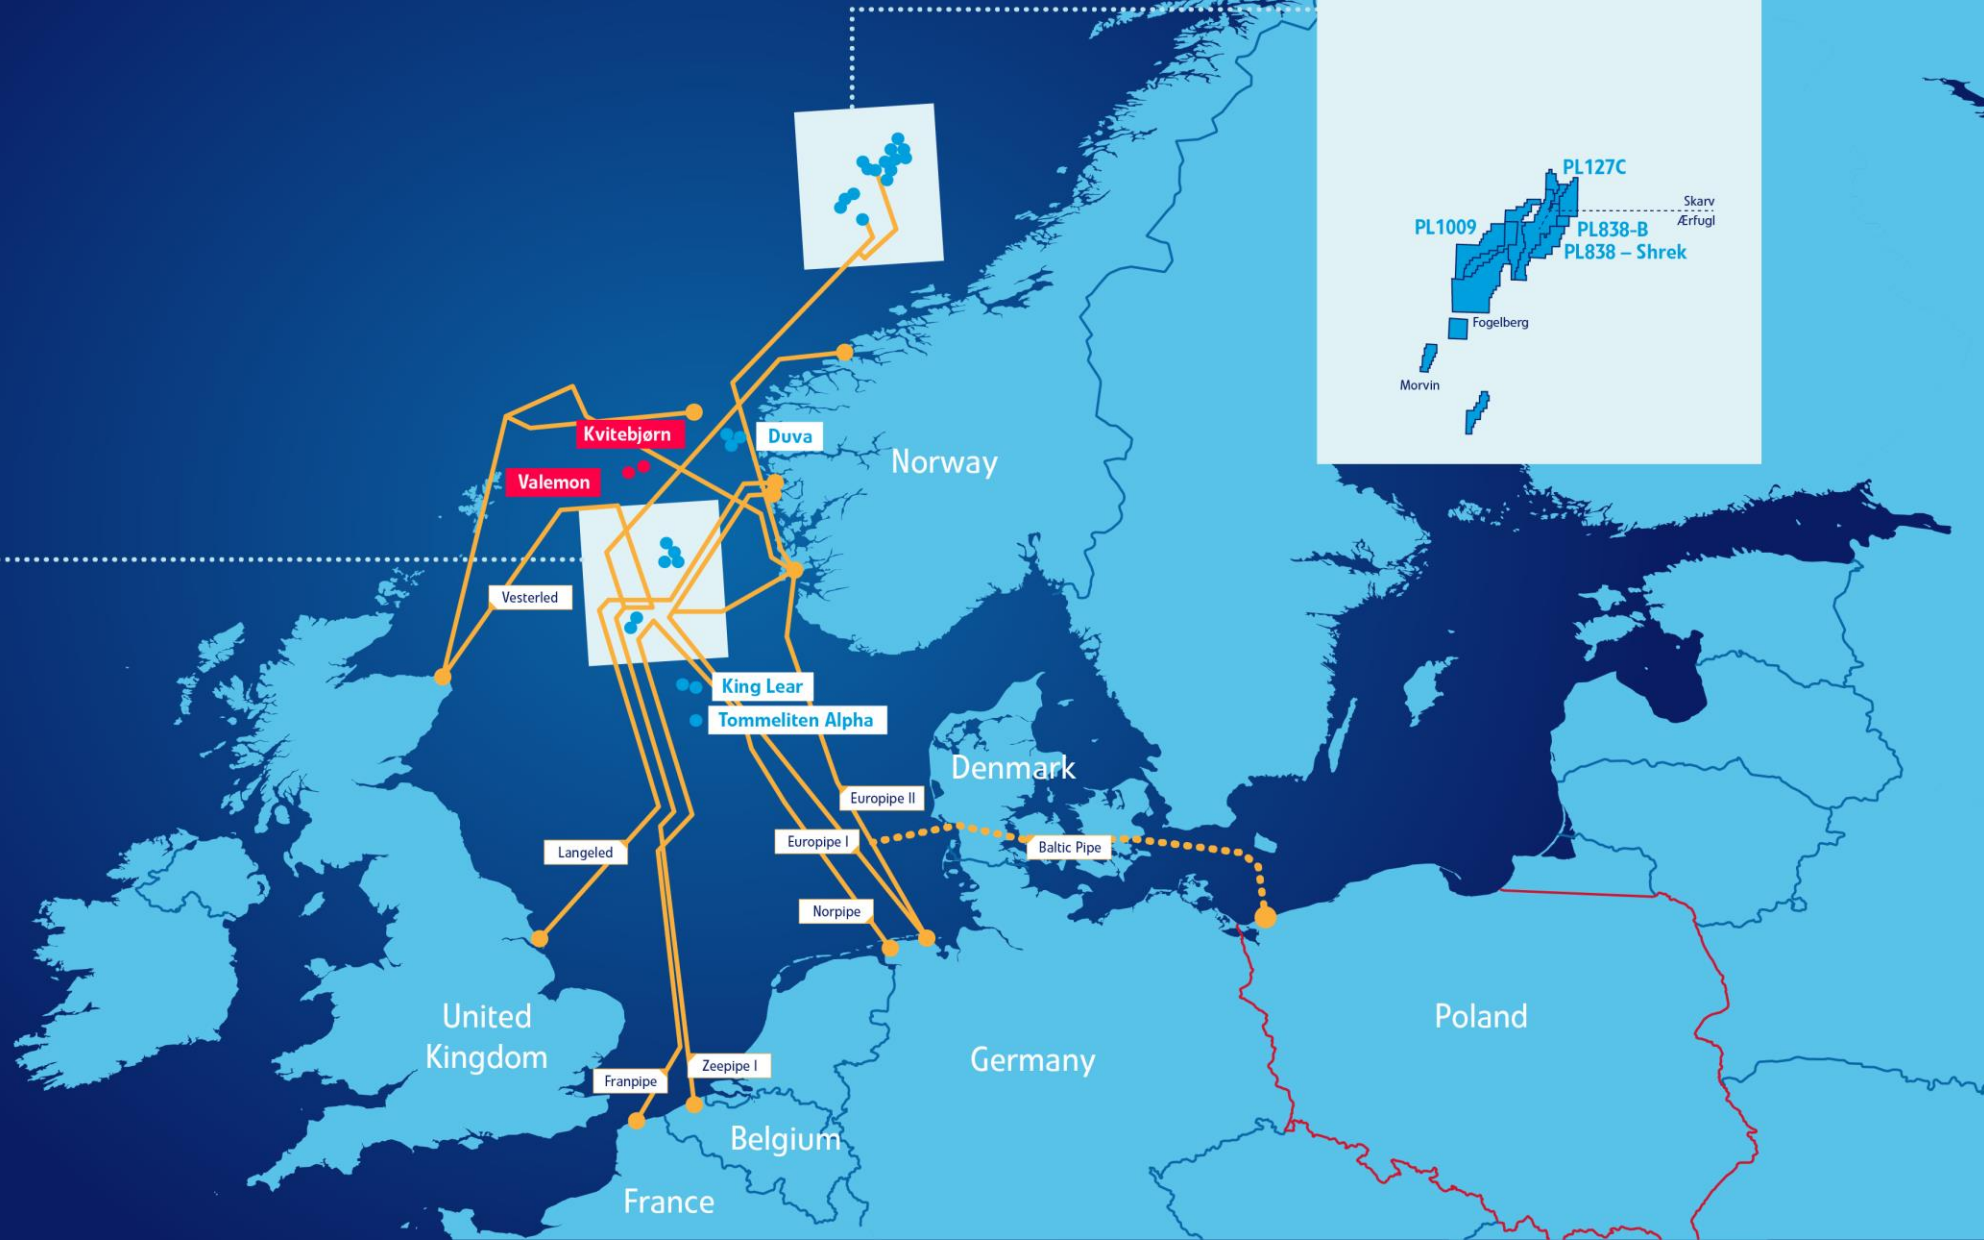 PL127C
Skarv
Ærfugl
PL1009
PL838-B
PL838 – Shrek
Fogelberg
Morvin
Kvitebjørn
Duva
Valemon
Norway
Vesterled
King Lear
Tommeliten Alpha
Denmark
Europipe II
Europipe I
Baltic Pipe
Langeled
Norpipe
United
Kingdom
Poland
Germany
Zeepipe I
Franpipe
Belgium
France